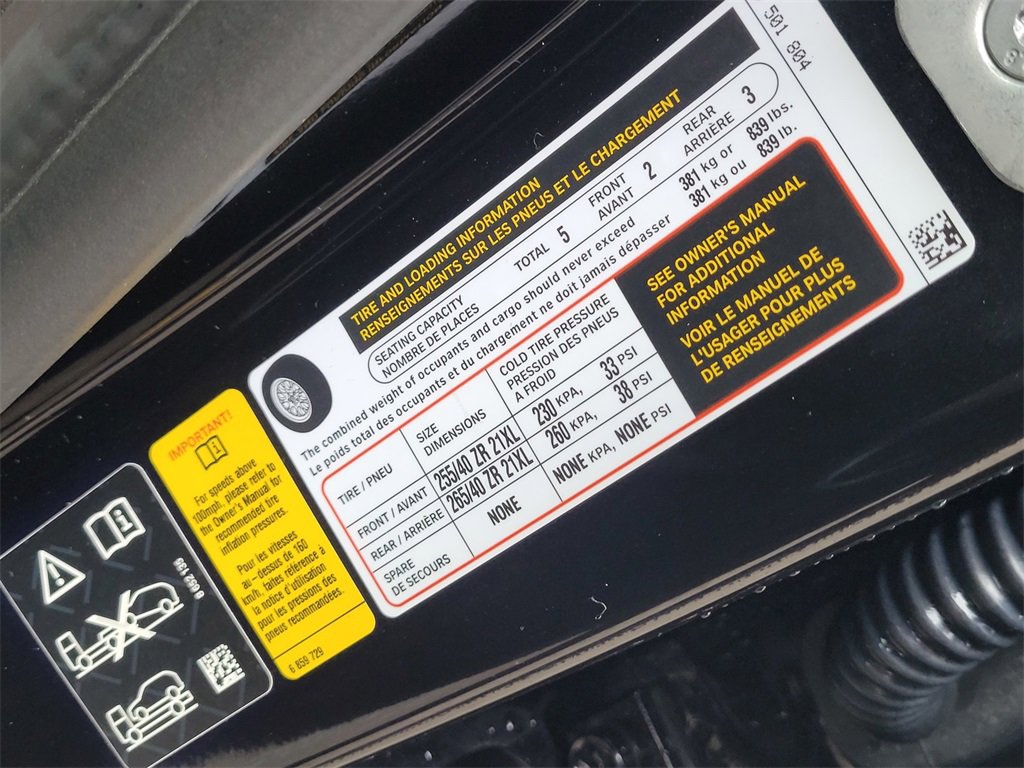 501 804
TIRE AND LOADING INFORMATION
RENSEIGNEMENTS SUR LES PNEUS ET LE CHARGEMENT
SEATING CAPACITY
NOMBRE DE PLACES
TOTAL 5
FRONT
AVANT 2
REAR
ARRIÈRE 3
The combined weight of occupants and cargo should never exceed 381 kg or 839 lbs.
Le poids total des occupants et du chargement ne doit jamais dépasser 381 kg ou 839 lb.
TIRE / PNEU
SIZE
DIMENSIONS
COLD TIRE PRESSURE
PRESSION DES PNEUS
A FROID
FRONT / AVANT 255/40 ZR 21XL 230 KPA, 33 PSI
REAR / ARRIÈRE 265/40 ZR 21XL 260 KPA, 38 PSI
SPARE
DE SECOURS
NONE NONE KPA, NONE PSI
SEE OWNER'S MANUAL
FOR ADDITIONAL
INFORMATION
VOIR LE MANUEL DE
L'USAGER POUR PLUS
DE RENSEIGNEMENTS
IMPORTANT!
For speeds above
100mph, please refer to
the Owner's Manual for
recommended tire
inflation pressures.
Pour les vitesses
au – dessus de 160
km/h, faites référence à
la notice d'utilisation
pour les pressions des
pneus recommandées.
6 859 729